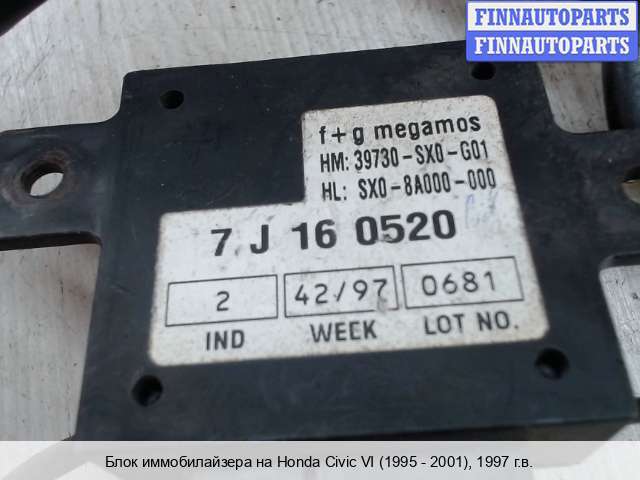 FINNAUTOPARTS
FINNAUTOPARTS
f+g megamos
HM: 39730-SX0-G01
HL: SX0-8A000-000
7 J 16 0520
2 42/97 0681
IND WEEK LOT NO.
Блок иммобилайзера на Honda Civic VI (1995 - 2001), 1997 г.в.